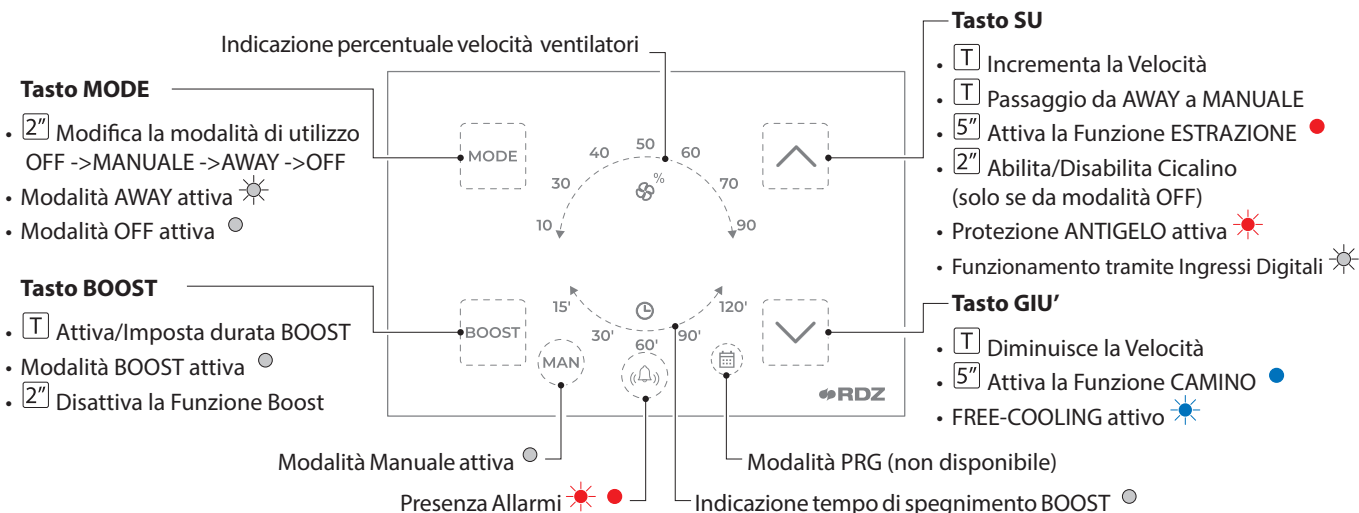 Indicazione percentuale velocità ventilatori
Tasto MODE
• 2” Modifica la modalità di utilizzo
OFF ->MANUALE ->AWAY ->OFF
• Modalità AWAY attiva
• Modalità OFF attiva
Tasto BOOST
• T Attiva/Imposta durata BOOST
• Modalità BOOST attiva
• 2” Disattiva la Funzione Boost
MODE
10
30
40
50
60
70
90
%
BOOST
15'
30'
60'
90'
120'
MAN
RDZ
Tasto SU
• T Incrementa la Velocità
• T Passaggio da AWAY a MANUALE
• 5” Attiva la Funzione ESTRAZIONE
• 2” Abilita/Disabilita Cicalino
(solo se da modalità OFF)
• Protezione ANTIGELO attiva
• Funzionamento tramite Ingressi Digitali
Tasto GIU’
• T Diminuisce la Velocità
• 5” Attiva la Funzione CAMINO
• FREE-COOLING attivo
Modalità Manuale attiva
Modalità PRG (non disponibile)
Presenza Allarmi
Indicazione tempo di spegnimento BOOST